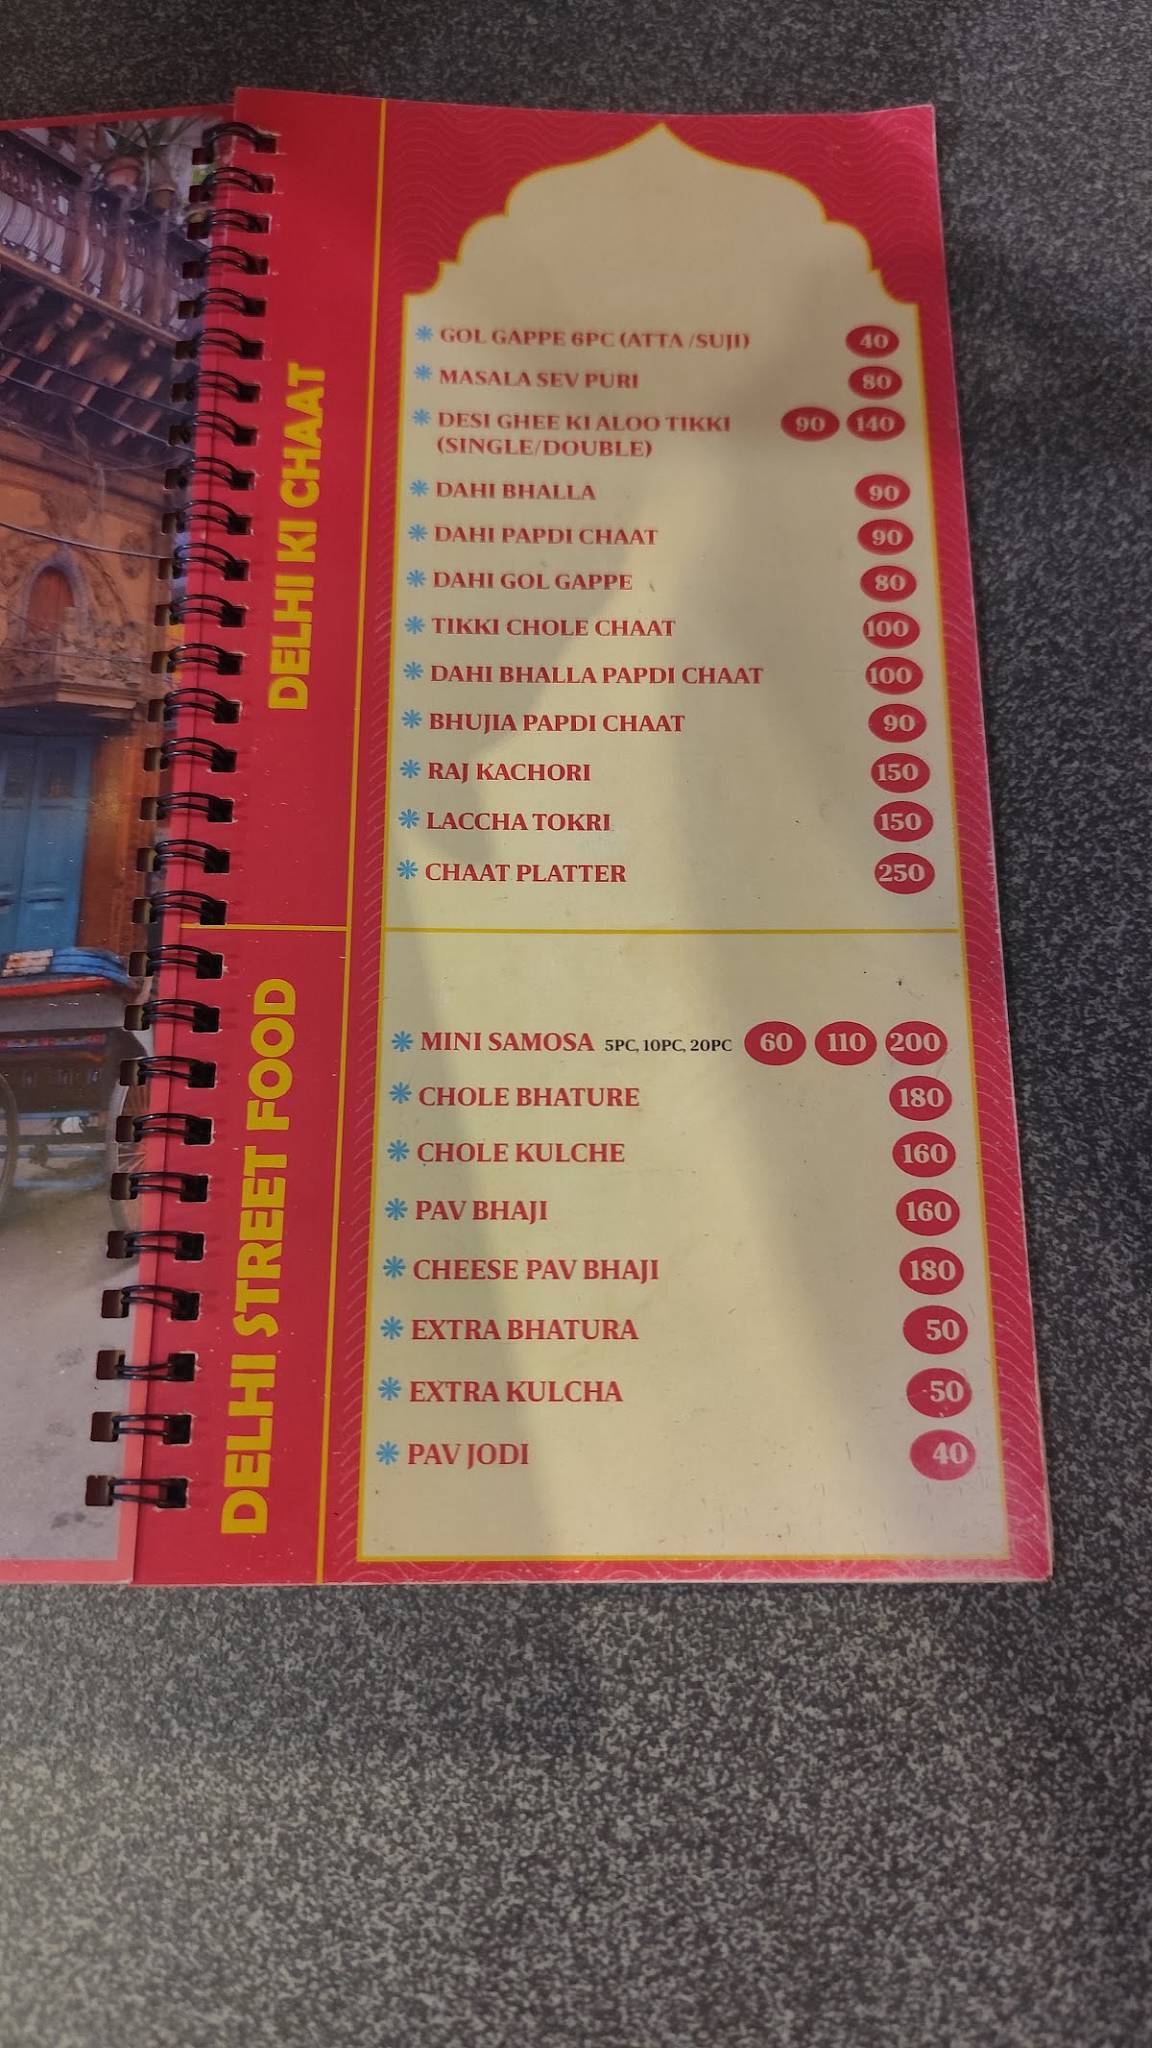 DELHI KI CHAAT
GOL GAPPE 6PC (ATTA /SUJI) 40
MASALA SEV PURI 80
DESI GHEE KI ALOO TIKKI 90 140
(SINGLE/DOUBLE)
DAHI BHALLA 90
DAHI PAPDI CHAAT 90
DAHI GOL GAPPE 80
TIKKI CHOLE CHAAT 100
DAHI BHALLA PAPDI CHAAT 100
BHUJIA PAPDI CHAAT 90
RAJ KACHORI 150
LACCHA TOKRI 150
CHAAT PLATTER 250
DELHI STREET FOOD
MINI SAMOSA 5PC, 10PC, 20PC 60 110 200
CHOLE BHATURE 180
CHOLE KULCHE 160
PAV BHAJI 160
CHEESE PAV BHAJI 180
EXTRA BHATURA 50
EXTRA KULCHA 50
PAV JODI 40